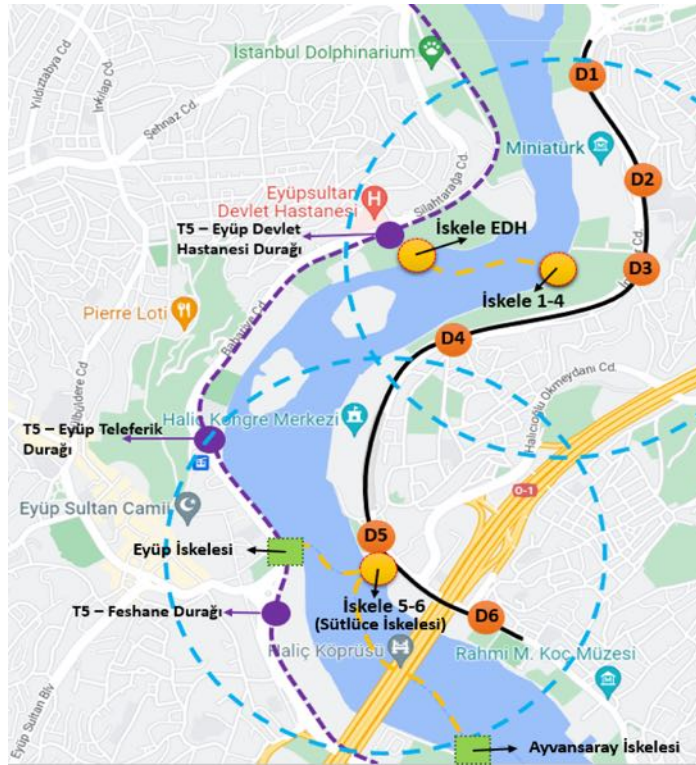 İstanbul Dolphinarium
D1
Yıldıztabya Cd
İnkılap Cd.
Şehnaz Cd.
Miniatürk
Silahtarağa Cd.
D2
Eyüpsultan
Devlet Hastanesi
T5 – Eyüp Devlet
Hastanesi Durağı
İskele EDH
D3
İskele 1-4
Pierre Loti
Bahariye Cd
D4
Halıcıoğlu Okmeydanı Cd.
T5 – Eyüp Teleferik
Durağı
Haliç Kongre Merkezi
O-1
Eyüp Sultan Camii
D5
Eyüp İskelesi
T5 – Feshane Durağı
İskele 5-6
(Sütlüce İskelesi)
D6
Haliç Köprüsü
Rahmi M. Koç Müzesi
Eyüp Sultan Blv
Ayvansaray İskelesi